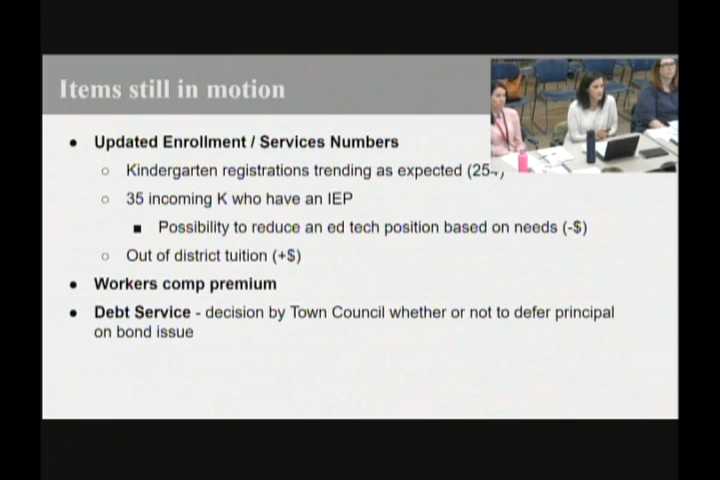 Items still in motion
● Updated Enrollment / Services Numbers
○ Kindergarten registrations trending as expected
○ 35 incoming K who have an IEP
■ Possibility to reduce an ed tech position based on needs (-$)
○ Out of district tuition (+$)
● Workers comp premium
● Debt Service - decision by Town Council whether or not to defer principal
on bond issue